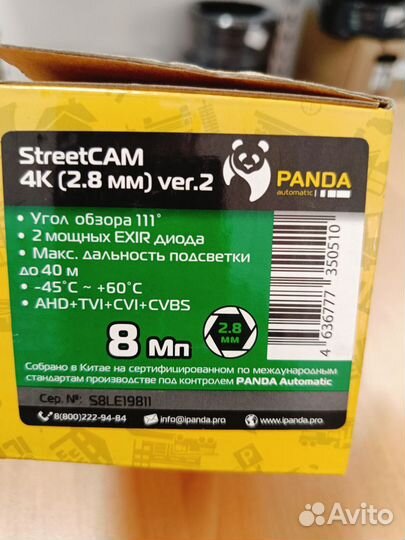 StreetCAM
4K (2.8 мм) ver.2
PANDA
automatic
• Угол обзора 111°
• 2 мощных EXIR диода
• Макс. дальность подсветки
до 40 м
• -45°C ~ +60°C
• AHD+TVI+CVI+CVBS
8 Мп
2.8
мм
4 636777 350510
Собрано в Китае на сертифицированном по международным
стандартам производстве под контролем PANDA Automatic
Сер. №: S8LE19811
8(800)222-94-84
info@ipanda.pro
www.ipanda.pro
Avito